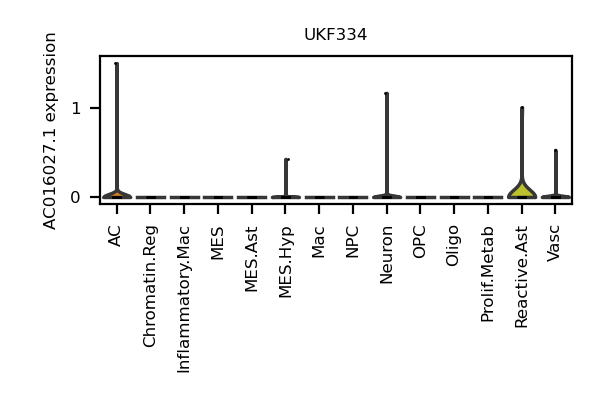 UKF334
AC016027.1 expression
1
0
AC
Chromatin.Reg
Inflammatory.Mac
MES
MES.Ast
MES.Hyp
Mac
NPC
Neuron
OPC
Oligo
Prolif.Metab
Reactive.Ast
Vasc